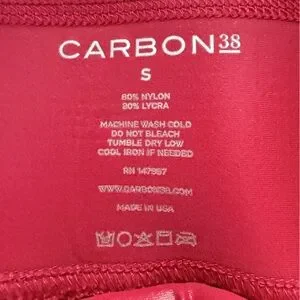 CARBON38
S
80% NYLON
20% LYCRA
MACHINE WASH COLD
DO NOT BLEACH
TUMBLE DRY LOW
COOL IRON IF NEEDED
RN 147957
WWW.CARBON38.COM
MADE IN USA